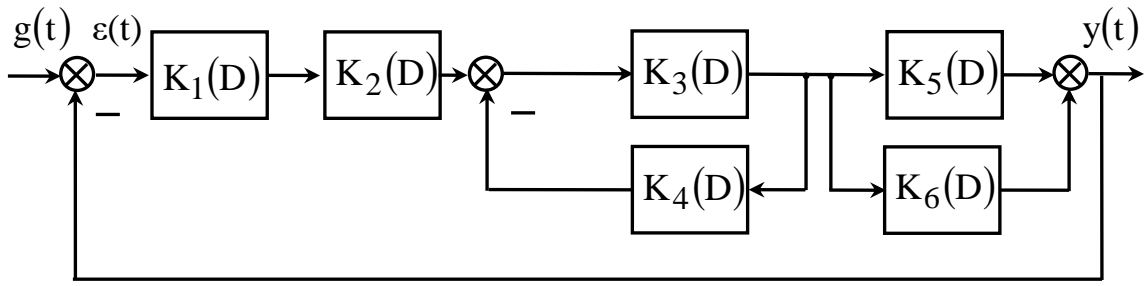 g(t) ε(t) y(t)
K₁(D) K₂(D) K₃(D) K₅(D)
− −
K₄(D) K₆(D)